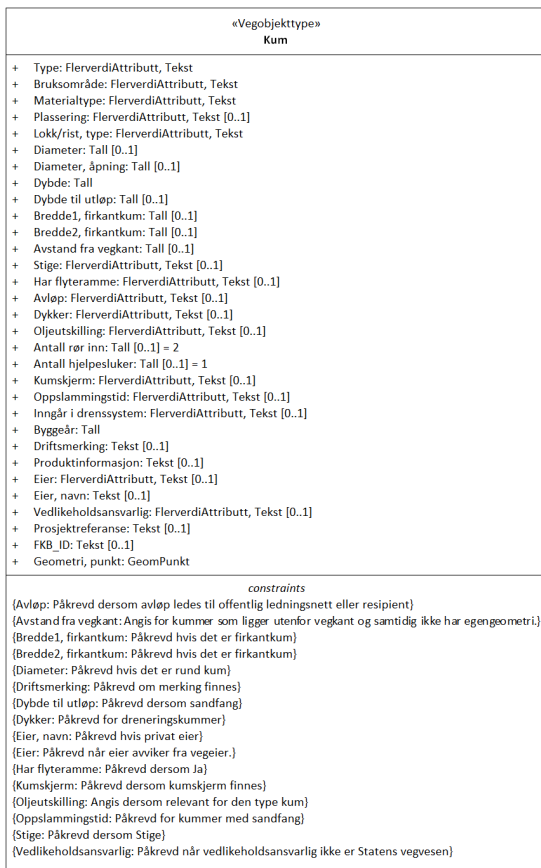 «Vegobjekttype»
Kum
+ Type: FlerverdiAttributt, Tekst
+ Bruksområde: FlerverdiAttributt, Tekst
+ Materialtype: FlerverdiAttributt, Tekst
+ Plassering: FlerverdiAttributt, Tekst [0..1]
+ Lokk/rist, type: FlerverdiAttributt, Tekst
+ Diameter: Tall [0..1]
+ Diameter, åpning: Tall [0..1]
+ Dybde: Tall
+ Dybde til utløp: Tall [0..1]
+ Bredde1, firkantkum: Tall [0..1]
+ Bredde2, firkantkum: Tall [0..1]
+ Avstand fra vegkant: Tall [0..1]
+ Stige: FlerverdiAttributt, Tekst [0..1]
+ Har flyteramme: FlerverdiAttributt, Tekst [0..1]
+ Avløp: FlerverdiAttributt, Tekst [0..1]
+ Dykker: FlerverdiAttributt, Tekst [0..1]
+ Oljeutskilling: FlerverdiAttributt, Tekst [0..1]
+ Antall rør inn: Tall [0..1] = 2
+ Antall hjelpesluker: Tall [0..1] = 1
+ Kumskjerm: FlerverdiAttributt, Tekst [0..1]
+ Oppslammingstid: FlerverdiAttributt, Tekst [0..1]
+ Inngår i drenssystem: FlerverdiAttributt, Tekst [0..1]
+ Byggeår: Tall
+ Driftsmerking: Tekst [0..1]
+ Produktinformasjon: Tekst [0..1]
+ Eier: FlerverdiAttributt, Tekst [0..1]
+ Eier, navn: Tekst [0..1]
+ Vedlikeholdsansvarlig: FlerverdiAttributt, Tekst [0..1]
+ Prosjektreferanse: Tekst [0..1]
+ FKB_ID: Tekst [0..1]
+ Geometri, punkt: GeomPunkt
constraints
{Avløp: Påkrevd dersom avløp ledes til offentlig ledningsnett eller resipient}
{Avstand fra vegkant: Angis for kummer som ligger utenfor vegkant og samtidig ikke har egengeometri.}
{Bredde1, firkantkum: Påkrevd hvis det er firkantkum}
{Bredde2, firkantkum: Påkrevd hvis det er firkantkum}
{Diameter: Påkrevd hvis det er rund kum}
{Driftsmerking: Påkrevd om merking finnes}
{Dybde til utløp: Påkrevd dersom sandfang}
{Dykker: Påkrevd for dreneringskummer}
{Eier, navn: Påkrevd hvis privat eier}
{Eier: Påkrevd når eier avviker fra vegeier.}
{Har flyteramme: Påkrevd dersom Ja}
{Kumskjerm: Påkrevd dersom kumskjerm finnes}
{Oljeutskilling: Angis dersom relevant for den type kum}
{Oppslammingstid: Påkrevd for kummer med sandfang}
{Stige: Påkrevd dersom Stige}
{Vedlikeholdsansvarlig: Påkrevd når vedlikeholdsansvarlig ikke er Statens vegvesen}